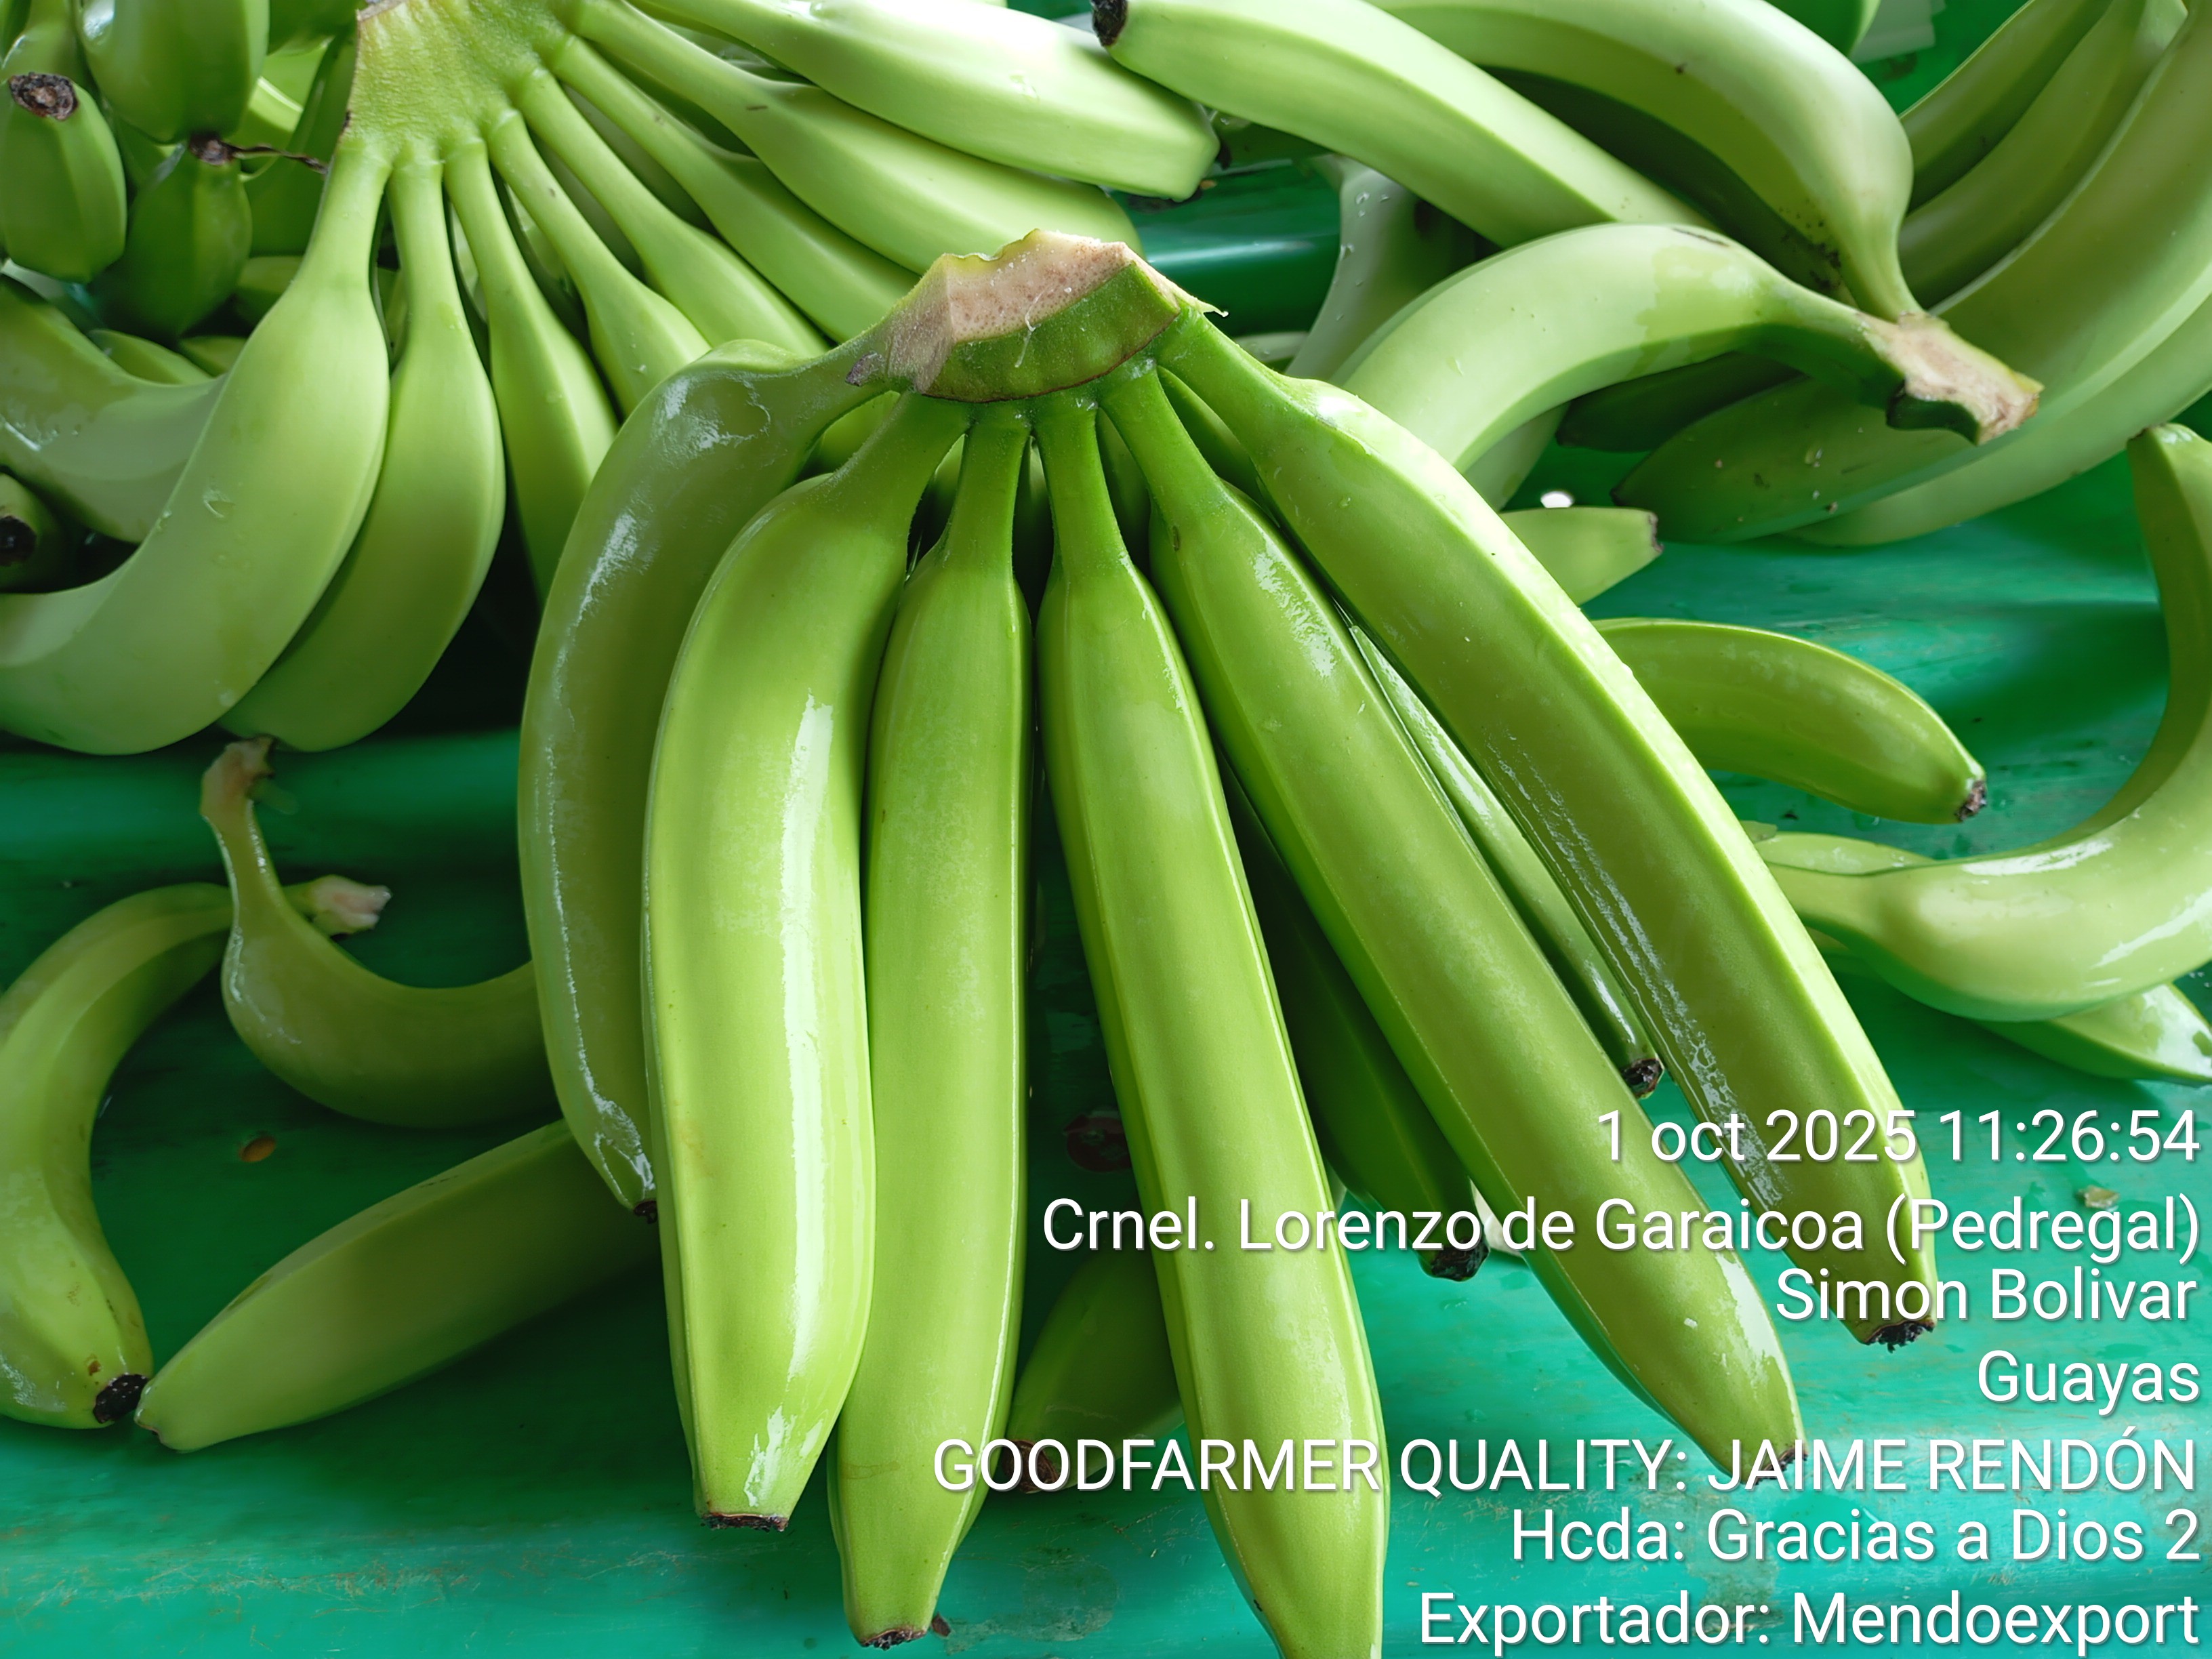 1 oct 2025 11:26:54
Crnel. Lorenzo de Garaicoa (Pedregal)
Simon Bolivar
Guayas
GOODFARMER QUALITY: JAIME RENDÓN
Hcda: Gracias a Dios 2
Exportador: Mendoexport